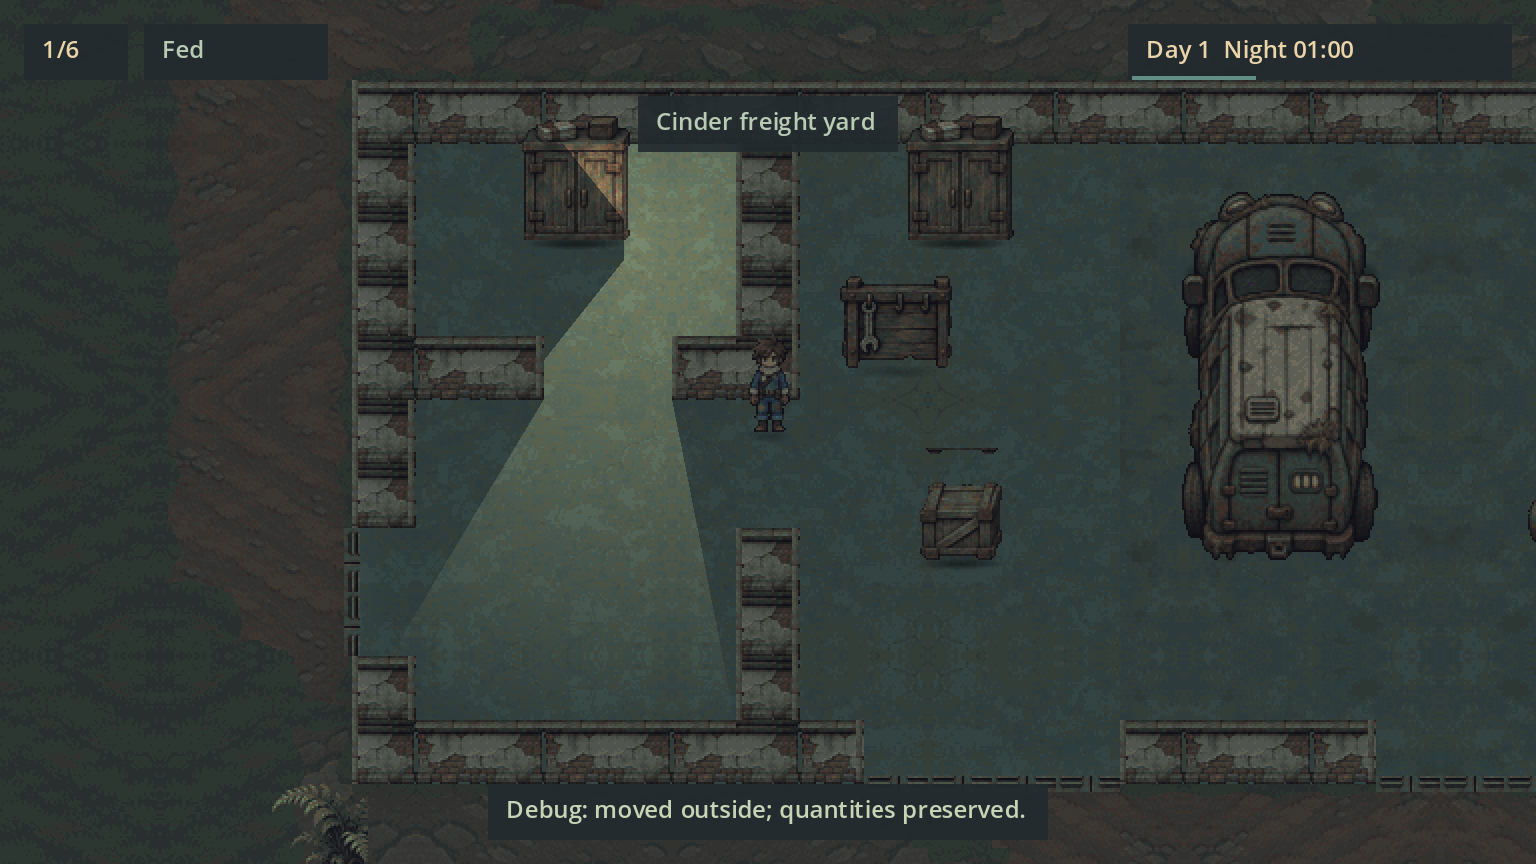 1/6
Fed
Day 1 Night 01:00
Cinder freight yard
Debug: moved outside; quantities preserved.